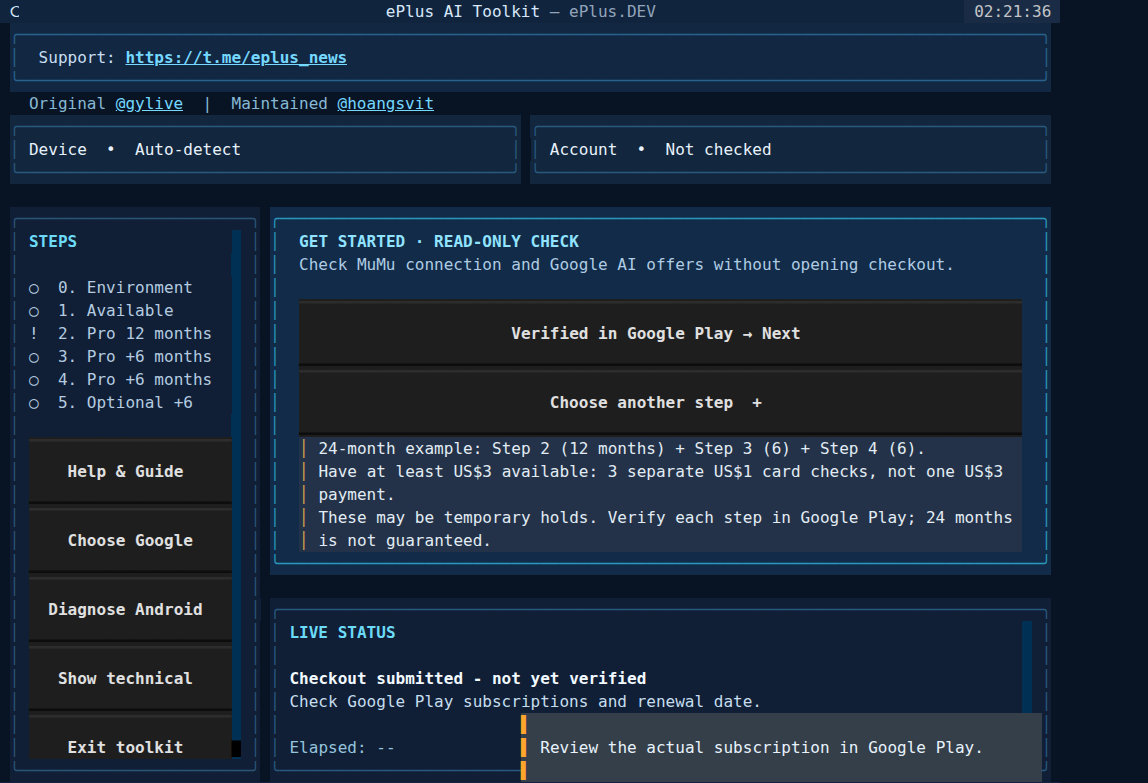 ePlus AI Toolkit — ePlus.DEV
02:21:36
Support: https://t.me/eplus_news
Original @gylive | Maintained @hoangsvit
Device • Auto-detect
Account • Not checked
STEPS
○ 0. Environment
○ 1. Available
! 2. Pro 12 months
○ 3. Pro +6 months
○ 4. Pro +6 months
○ 5. Optional +6
Help & Guide
Choose Google
Diagnose Android
Show technical
Exit toolkit
GET STARTED · READ-ONLY CHECK
Check MuMu connection and Google AI offers without opening checkout.
Verified in Google Play → Next
Choose another step +
24-month example: Step 2 (12 months) + Step 3 (6) + Step 4 (6).
Have at least US$3 available: 3 separate US$1 card checks, not one US$3
payment.
These may be temporary holds. Verify each step in Google Play; 24 months
is not guaranteed.
LIVE STATUS
Checkout submitted - not yet verified
Check Google Play subscriptions and renewal date.
Elapsed: --
Review the actual subscription in Google Play.